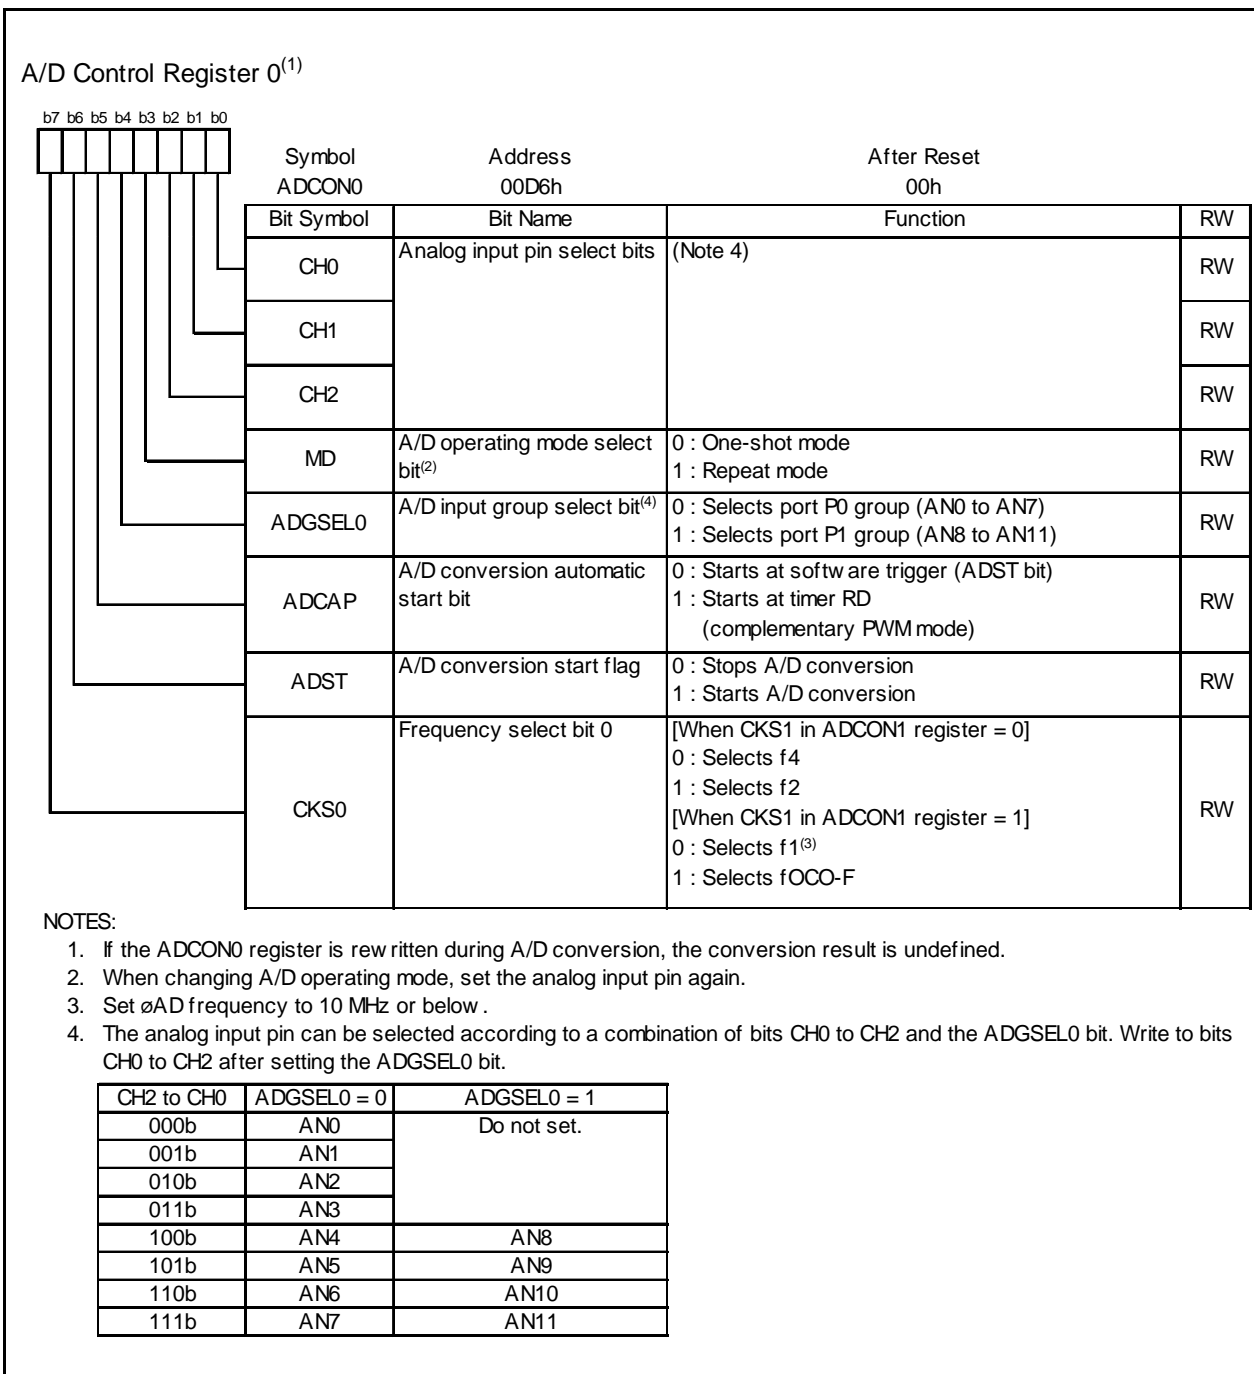 A/D Control Register 0(1)
b7 b6 b5 b4 b3 b2 b1 b0
Symbol Address After Reset
ADCON0 00D6h 00h
Bit Symbol Bit Name Function RW
CH0 Analog input pin select bits (Note 4) RW
CH1 RW
CH2 RW
MD A/D operating mode select bit(2) 0 : One-shot mode RW
1 : Repeat mode
ADGSEL0 A/D input group select bit(4) 0 : Selects port P0 group (AN0 to AN7) RW
1 : Selects port P1 group (AN8 to AN11)
ADCAP A/D conversion automatic start bit 0 : Starts at software trigger (ADST bit) RW
1 : Starts at timer RD
(complementary PWM mode)
ADST A/D conversion start flag 0 : Stops A/D conversion RW
1 : Starts A/D conversion
CKS0 Frequency select bit 0 [When CKS1 in ADCON1 register = 0] RW
0 : Selects f4
1 : Selects f2
[When CKS1 in ADCON1 register = 1]
0 : Selects f1(3)
1 : Selects fOCO-F
NOTES:
1. If the ADCON0 register is rewritten during A/D conversion, the conversion result is undefined.
2. When changing A/D operating mode, set the analog input pin again.
3. Set øAD frequency to 10 MHz or below.
4. The analog input pin can be selected according to a combination of bits CH0 to CH2 and the ADGSEL0 bit. Write to bits
CH0 to CH2 after setting the ADGSEL0 bit.
CH2 to CH0 ADGSEL0 = 0 ADGSEL0 = 1
000b AN0 Do not set.
001b AN1
010b AN2
011b AN3
100b AN4 AN8
101b AN5 AN9
110b AN6 AN10
111b AN7 AN11